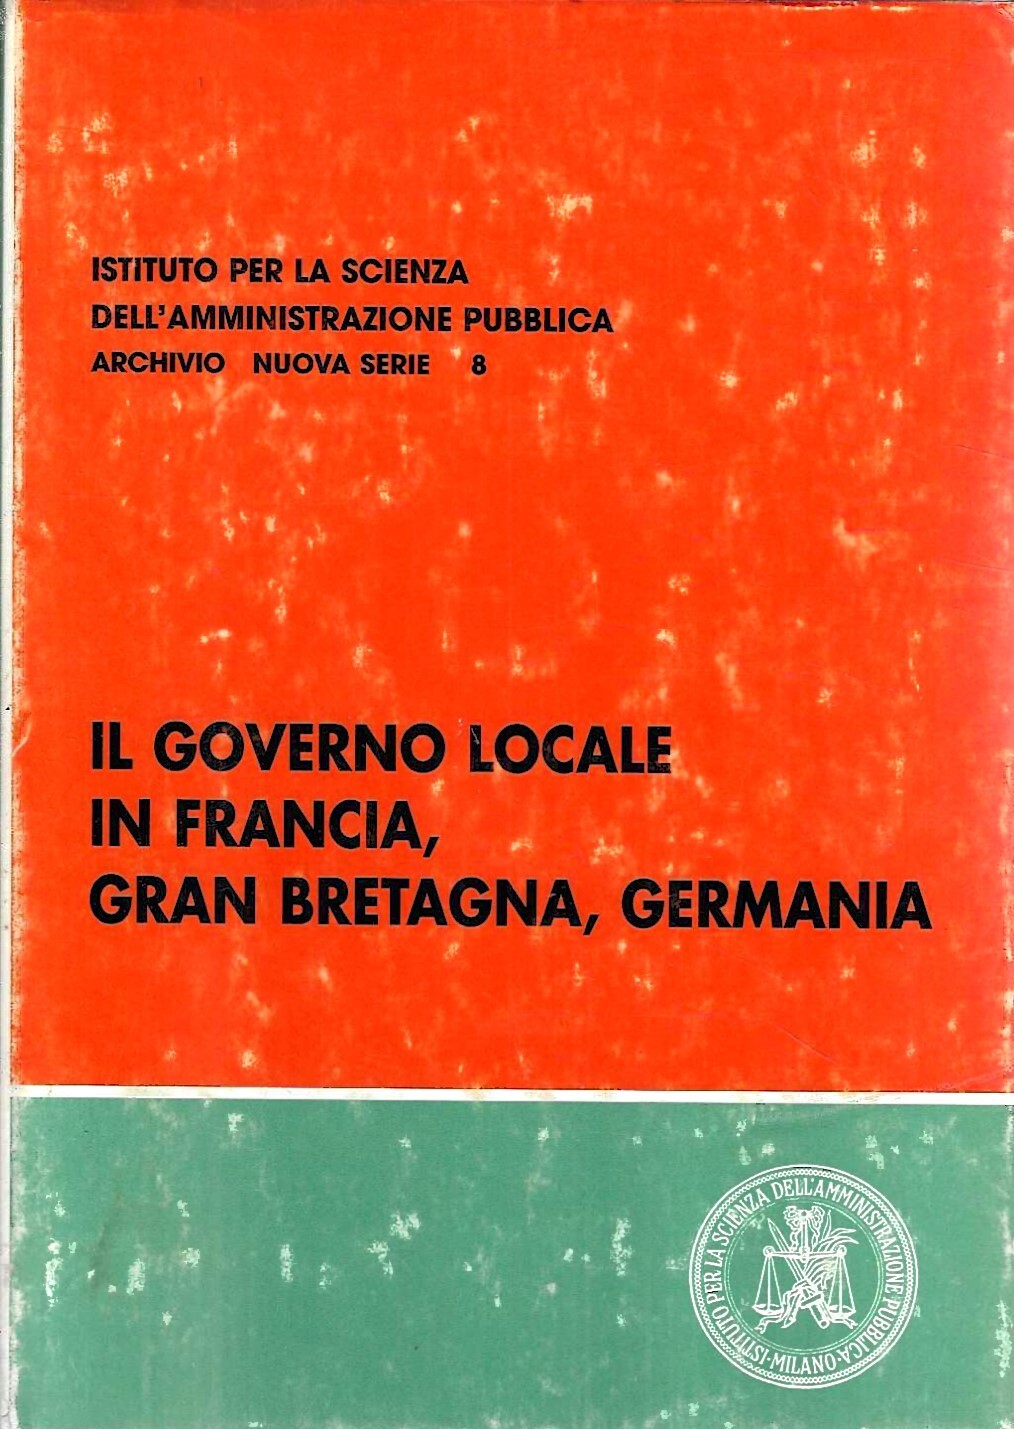 ISTITUTO PER LA SCIENZA
DELL'AMMINISTRAZIONE PUBBLICA
ARCHIVIO NUOVA SERIE 8
IL GOVERNO LOCALE
IN FRANCIA,
GRAN BRETAGNA, GERMANIA
ISTITUTO PER LA SCIENZA DELL'AMMINISTRAZIONE PUBBLICA · MILANO ·